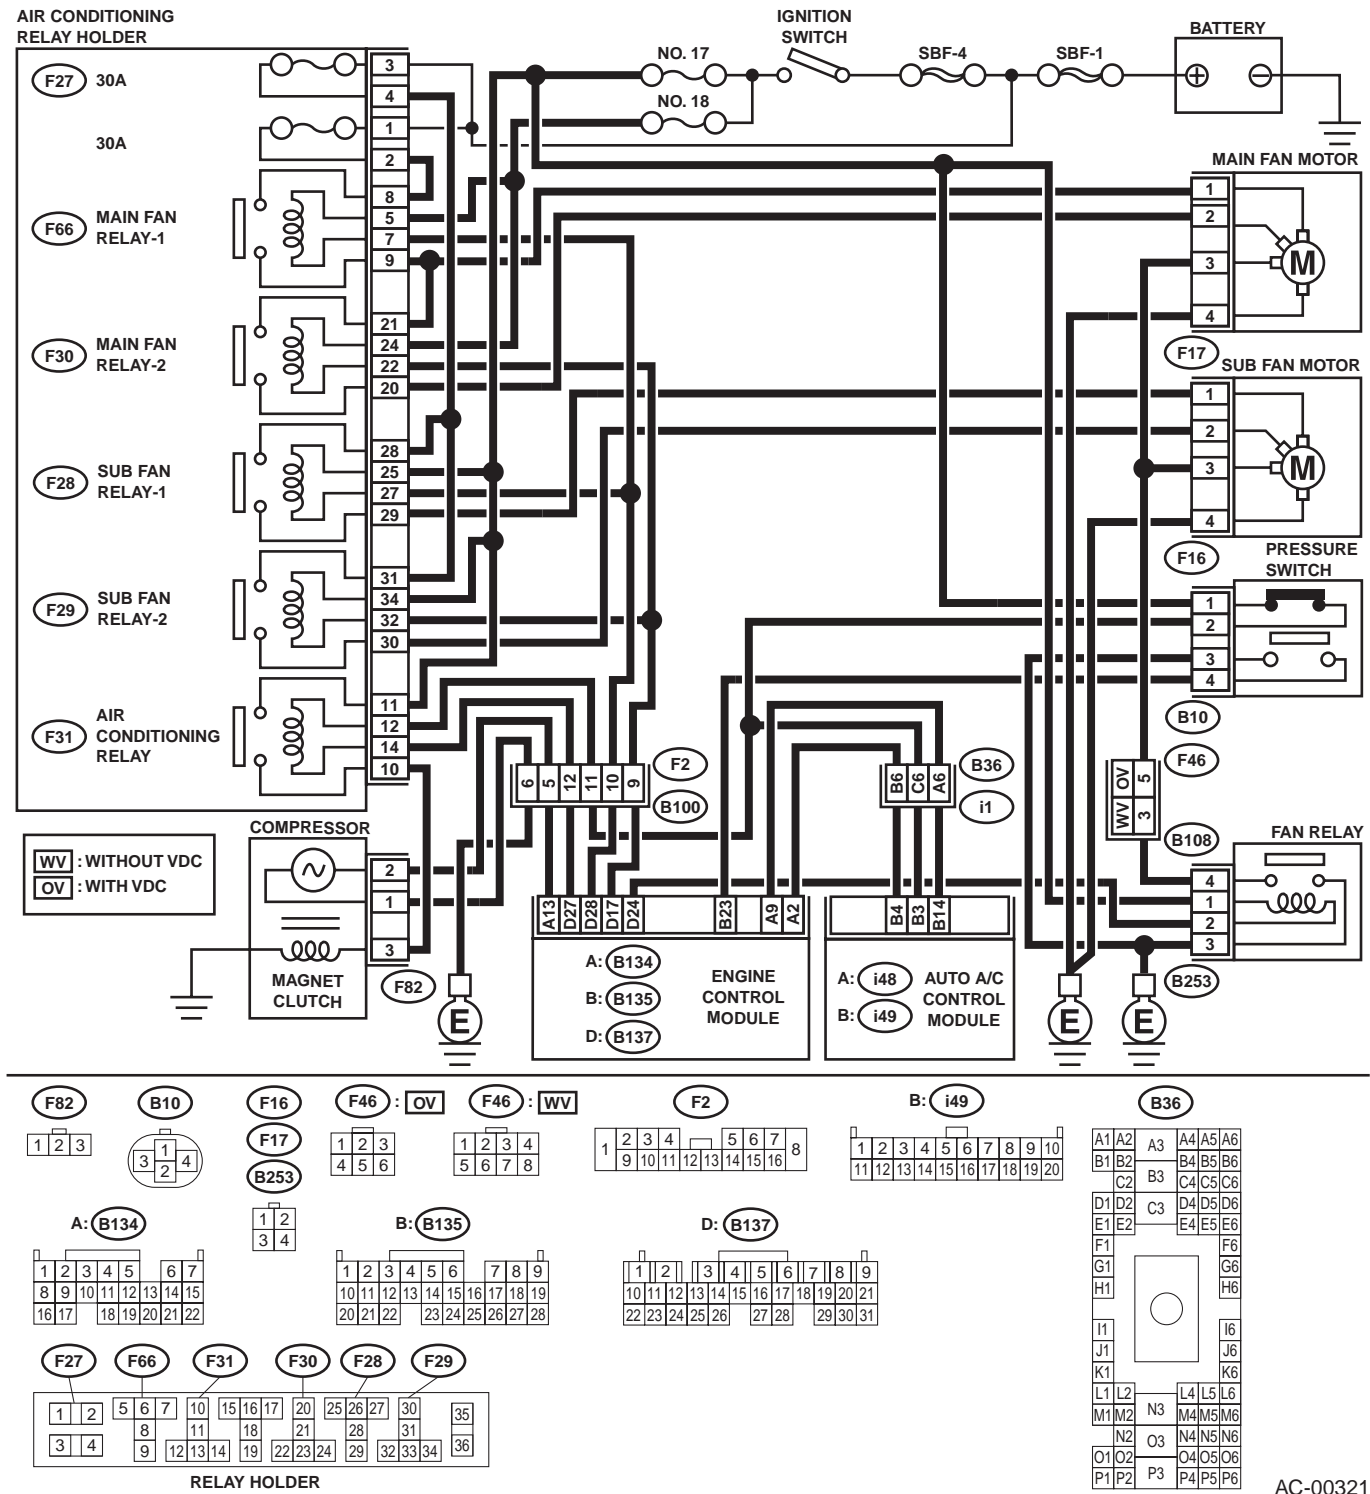 AIR CONDITIONING
RELAY HOLDER
IGNITION
SWITCH
BATTERY
NO. 17
SBF-4
SBF-1
NO. 18
F27 30A
30A
3
4
1
2
8
5
7
9
F66 MAIN FAN
RELAY-1
21
24
22
20
F30 MAIN FAN
RELAY-2
28
25
27
29
F28 SUB FAN
RELAY-1
31
34
32
30
F29 SUB FAN
RELAY-2
11
12
14
10
F31 AIR
CONDITIONING
RELAY
MAIN FAN MOTOR
1
2
3
4
M
F17
SUB FAN MOTOR
1
2
3
4
M
F16
PRESSURE
SWITCH
1
2
3
4
B10
F46
OV 5
WV 3
B108
FAN RELAY
4
1
2
3
B253
6 5 12 11 10 9
F2
B100
B6 C6 A6
B36
i1
WV : WITHOUT VDC
OV : WITH VDC
COMPRESSOR
2
1
3
MAGNET
CLUTCH
F82
E
A13 D27 D28 D17 D24 B23 A9 A2
A: B134
B: B135
D: B137
ENGINE
CONTROL
MODULE
B4 B3 B14
A: i48
B: i49
AUTO A/C
CONTROL
MODULE
E
E
F82
1 2 3
B10
1
3 4
2
F16
F17
B253
1 2
3 4
F46 : OV
1 2 3
4 5 6
F46 : WV
1 2 3 4
5 6 7 8
F2
1 2 3 4 5 6 7 8
9 10 11 12 13 14 15 16
B: i49
1 2 3 4 5 6 7 8 9 10
11 12 13 14 15 16 17 18 19 20
B36
A1 A2 A3 A4 A5 A6
B1 B2 B3 B4 B5 B6
C2 C3 C4 C5 C6
D1 D2 D4 D5 D6
E1 E2 E4 E5 E6
F1 F6
G1 G6
H1 H6
I1 I6
J1 J6
K1 K6
L1 L2 L4 L5 L6
M1 M2 N3 M4 M5 M6
N2 O3 N4 N5 N6
O1 O2 O4 O5 O6
P1 P2 P3 P4 P5 P6
A: B134
1 2 3 4 5 6 7
8 9 10 11 12 13 14 15
16 17 18 19 20 21 22
B: B135
1 2 3 4 5 6 7 8 9
10 11 12 13 14 15 16 17 18 19
20 21 22 23 24 25 26 27 28
D: B137
1 2 3 4 5 6 7 8 9
10 11 12 13 14 15 16 17 18 19 20 21
22 23 24 25 26 27 28 29 30 31
F27 F66 F31 F30 F28 F29
1 2 5 6 7 10 15 16 17 20 25 26 27 30 35
8 11 18 21 28 31
3 4 9 12 13 14 19 22 23 24 29 32 33 34 36
RELAY HOLDER
AC-00321